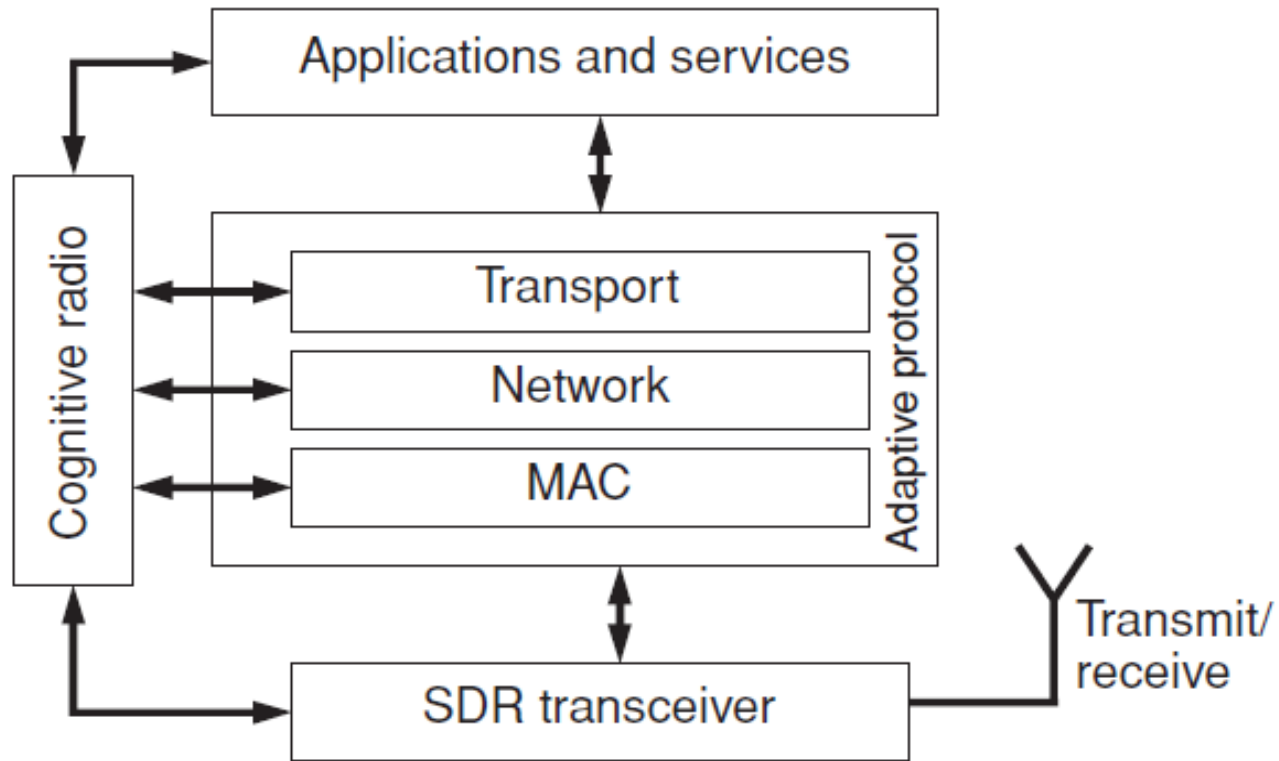 Applications and services
Cognitive radio
Transport
Network
MAC
Adaptive protocol
SDR transceiver
Transmit/
receive